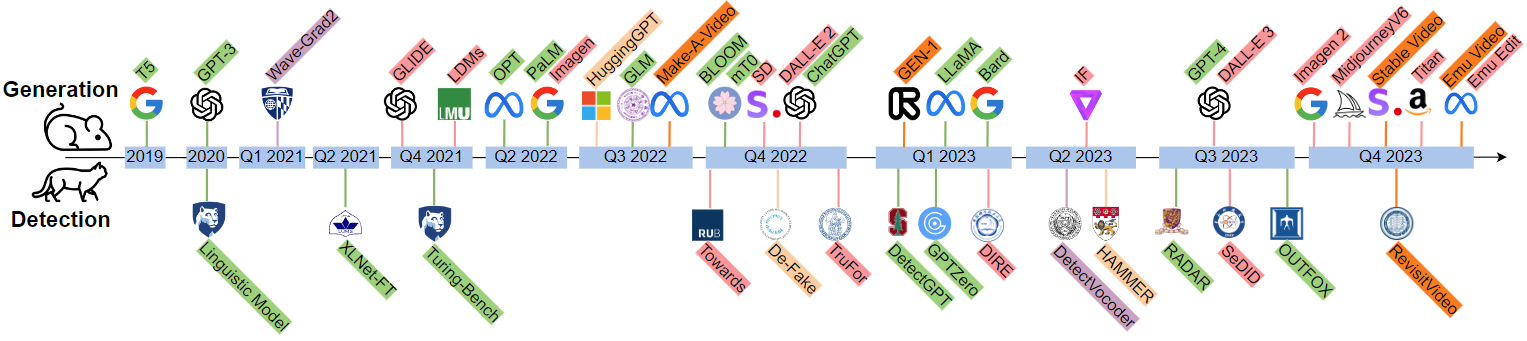 Generation
T5
GPT-3
Wave-Grad2
GLIDE
LDMs
LMU
OPT
PaLM
Imagen
HuggingGPT
GLM
Make-A-Video
BLOOM
mT0
SD
DALL-E 2
ChatGPT
GEN-1
LLaMA
Bard
IF
GPT-4
DALL-E 3
Imagen 2
MidjourneyV6
Stable Video
Titan
Emu Video
Emu Edit
S.
S.
a
2019
2020
Q1 2021
Q2 2021
Q4 2021
Q2 2022
Q3 2022
Q4 2022
Q1 2023
Q2 2023
Q3 2023
Q4 2023
Detection
Linguistic Model
LUMS
XLNet-FT
Turing-Bench
RUB
Towards
De-Fake
TruFor
DetectGPT
GPTZero
DIRE
DetectVocoder
HAMMER
RADAR
SeDID
OUTFOX
RevisitVideo